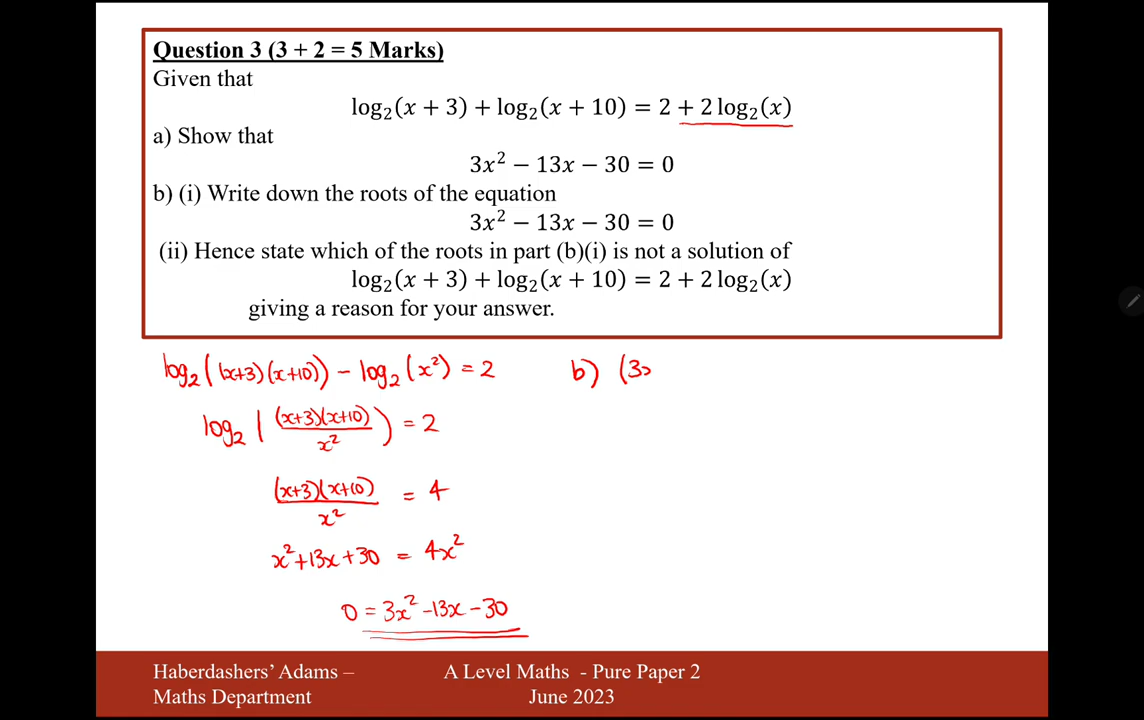 Question 3 (3 + 2 = 5 Marks)
Given that
log₂(x + 3) + log₂(x + 10) = 2 + 2 log₂(x)
a) Show that
3x² − 13x − 30 = 0
b) (i) Write down the roots of the equation
3x² − 13x − 30 = 0
(ii) Hence state which of the roots in part (b)(i) is not a solution of
log₂(x + 3) + log₂(x + 10) = 2 + 2 log₂(x)
giving a reason for your answer.
log₂((x+3)(x+10)) − log₂(x²) = 2
log₂((x+3)(x+10)/x²) = 2
(x+3)(x+10)/x² = 4
x²+13x+30 = 4x²
0 = 3x² −13x −30
b) (3x
Haberdashers’ Adams –
Maths Department
A Level Maths - Pure Paper 2
June 2023